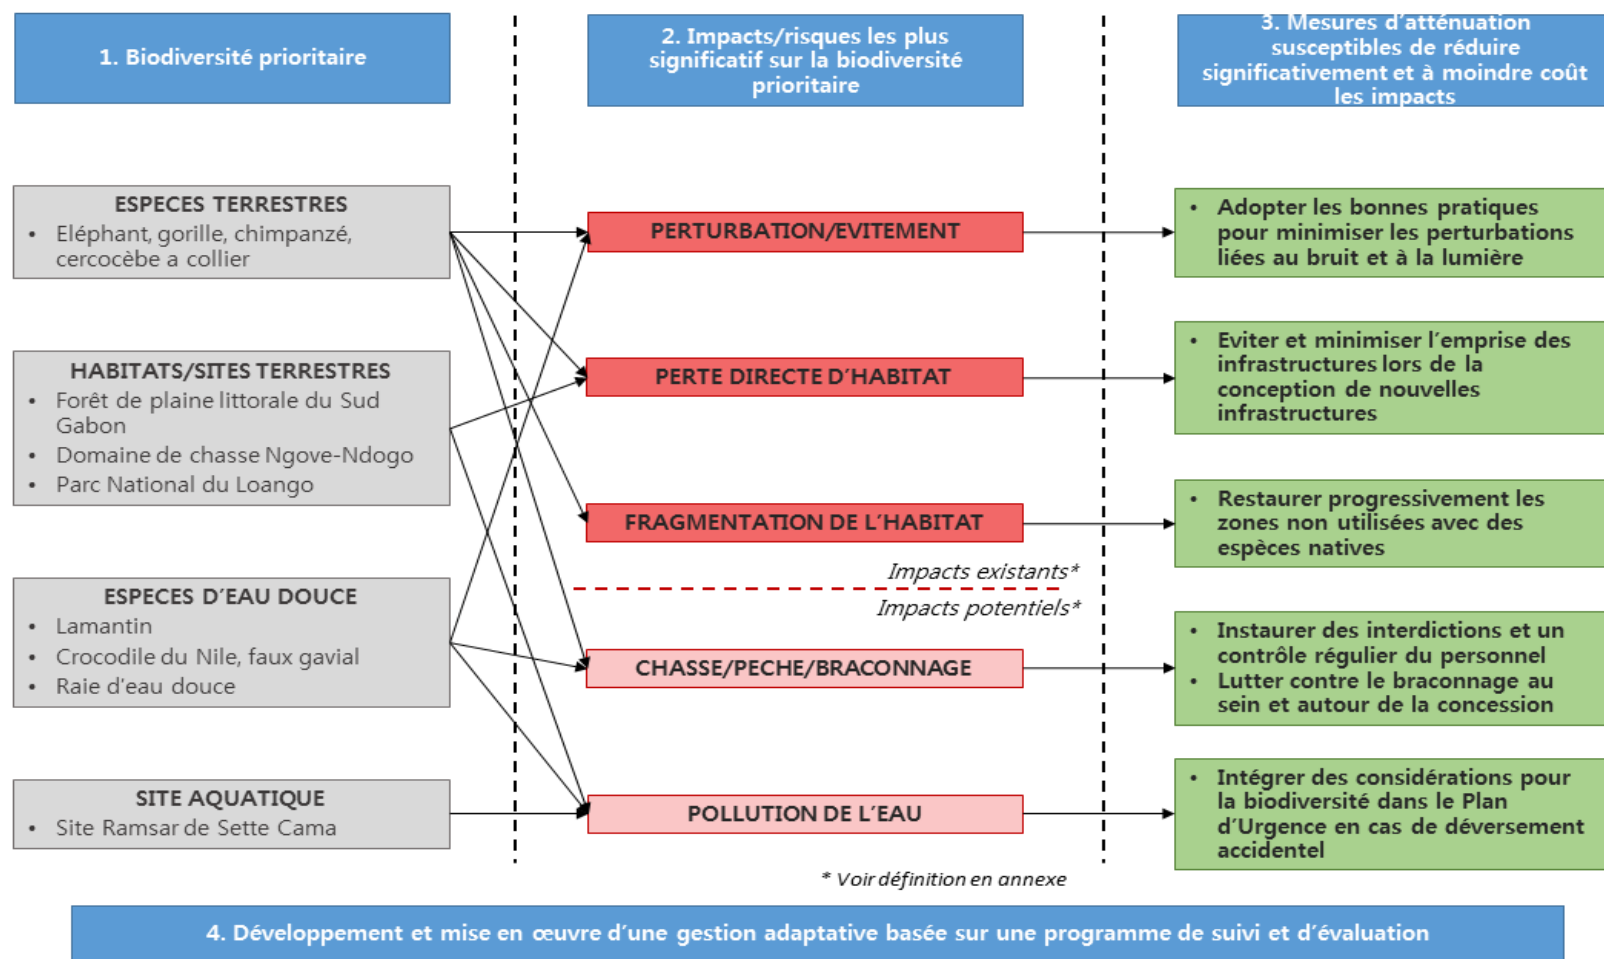 1. Biodiversité prioritaire
2. Impacts/risques les plus
significatif sur la biodiversité
prioritaire
3. Mesures d'atténuation
susceptibles de réduire
significativement et à moindre coût
les impacts
ESPECES TERRESTRES
• Eléphant, gorille, chimpanzé,
cercocèbe a collier
HABITATS/SITES TERRESTRES
• Forêt de plaine littorale du Sud
Gabon
• Domaine de chasse Ngove-Ndogo
• Parc National du Loango
ESPECES D'EAU DOUCE
• Lamantin
• Crocodile du Nile, faux gavial
• Raie d'eau douce
SITE AQUATIQUE
• Site Ramsar de Sette Cama
PERTURBATION/EVITEMENT
PERTE DIRECTE D'HABITAT
FRAGMENTATION DE L'HABITAT
Impacts existants*
Impacts potentiels*
CHASSE/PECHE/BRACONNAGE
POLLUTION DE L'EAU
* Voir définition en annexe
• Adopter les bonnes pratiques
pour minimiser les perturbations
liées au bruit et à la lumière
• Eviter et minimiser l'emprise des
infrastructures lors de la
conception de nouvelles
infrastructures
• Restaurer progressivement les
zones non utilisées avec des
espèces natives
• Instaurer des interdictions et un
contrôle régulier du personnel
• Lutter contre le braconnage au
sein et autour de la concession
• Intégrer des considérations pour
la biodiversité dans le Plan
d'Urgence en cas de déversement
accidentel
4. Développement et mise en œuvre d'une gestion adaptative basée sur une programme de suivi et d'évaluation